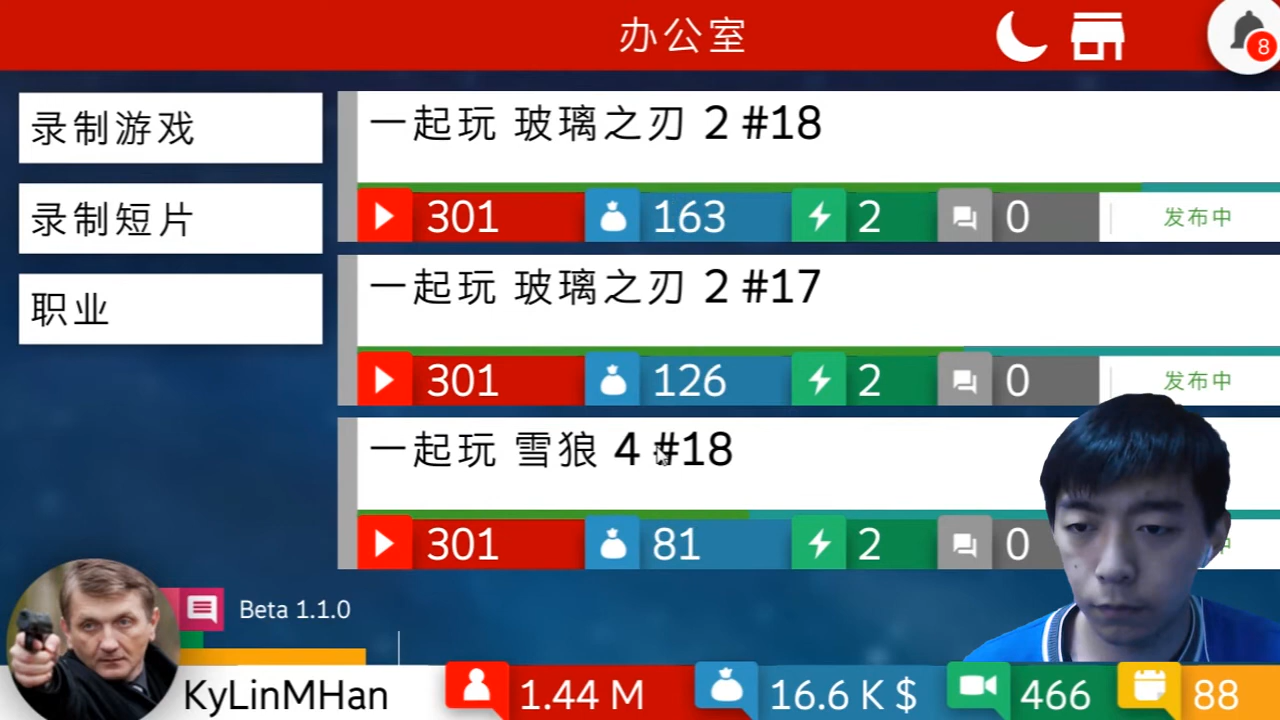 办公室
8
录制游戏
录制短片
职业
一起玩 玻璃之刃 2 #18
301 163 2 0 发布中
一起玩 玻璃之刃 2 #17
301 126 2 0 发布中
一起玩 雪狼 4 #18
301 81 2 0 中
Beta 1.1.0
KyLinMHan 1.44 M 16.6 K $ 466 88